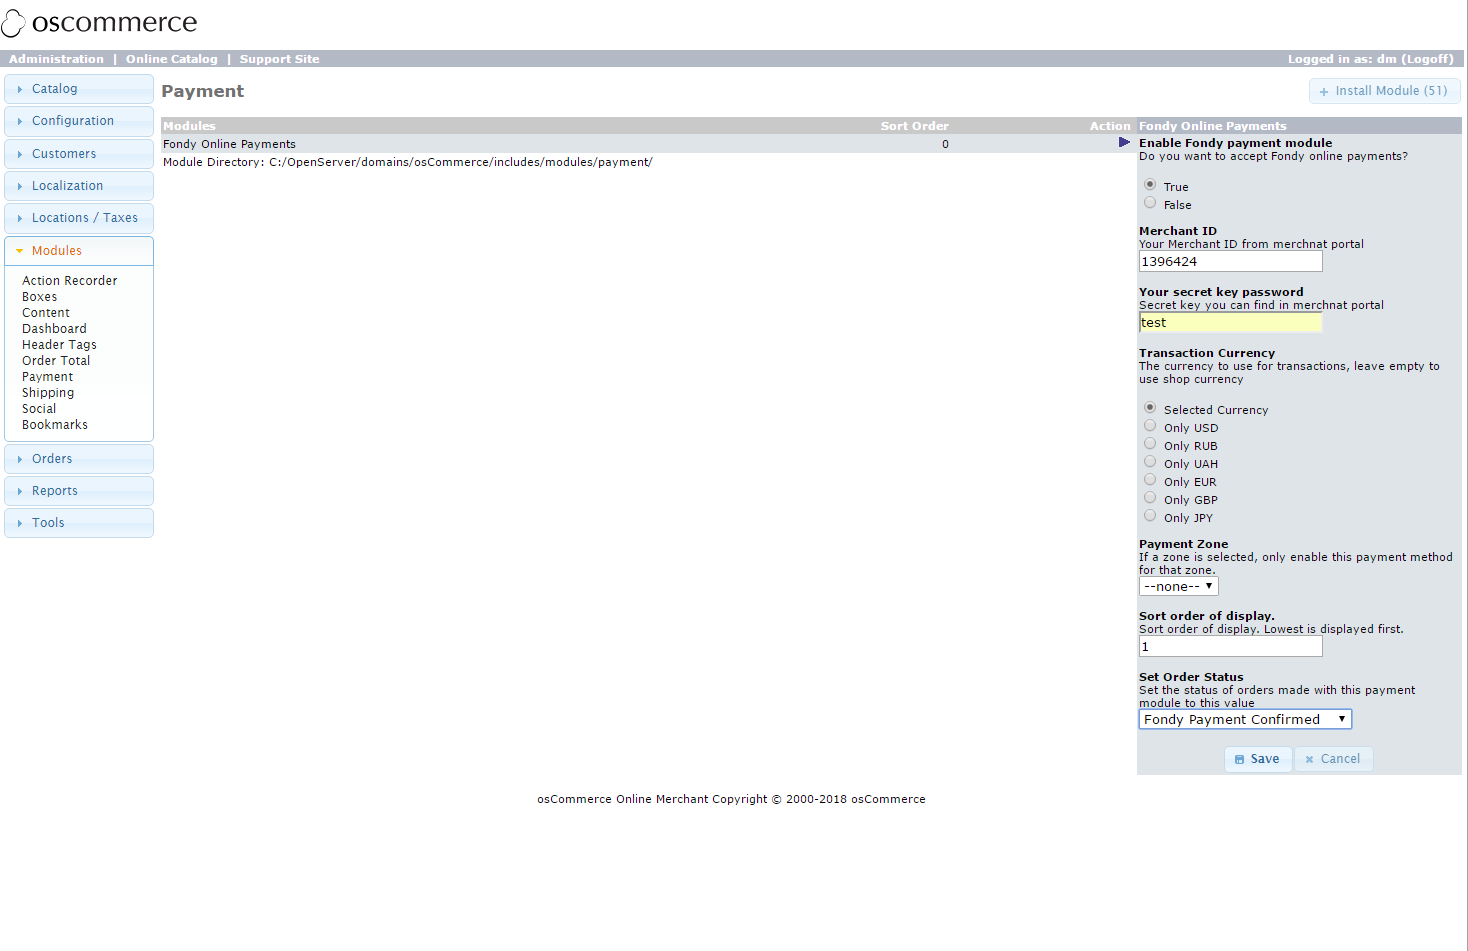 oscommerce
Administration | Online Catalog | Support Site
Logged in as: dm (Logoff)
Catalog
Configuration
Customers
Localization
Locations / Taxes
Modules
Action Recorder
Boxes
Content
Dashboard
Header Tags
Order Total
Payment
Shipping
Social
Bookmarks
Orders
Reports
Tools
Payment
Install Module (51)
Modules Sort Order Action
Fondy Online Payments 0
Module Directory: C:/OpenServer/domains/osCommerce/includes/modules/payment/
Fondy Online Payments
Enable Fondy payment module
Do you want to accept Fondy online payments?
True
False
Merchant ID
Your Merchant ID from merchnat portal
1396424
Your secret key password
Secret key you can find in merchnat portal
test
Transaction Currency
The currency to use for transactions, leave empty to
use shop currency
Selected Currency
Only USD
Only RUB
Only UAH
Only EUR
Only GBP
Only JPY
Payment Zone
If a zone is selected, only enable this payment method
for that zone.
--none--
Sort order of display.
Sort order of display. Lowest is displayed first.
1
Set Order Status
Set the status of orders made with this payment
module to this value
Fondy Payment Confirmed
Save Cancel
osCommerce Online Merchant Copyright © 2000-2018 osCommerce